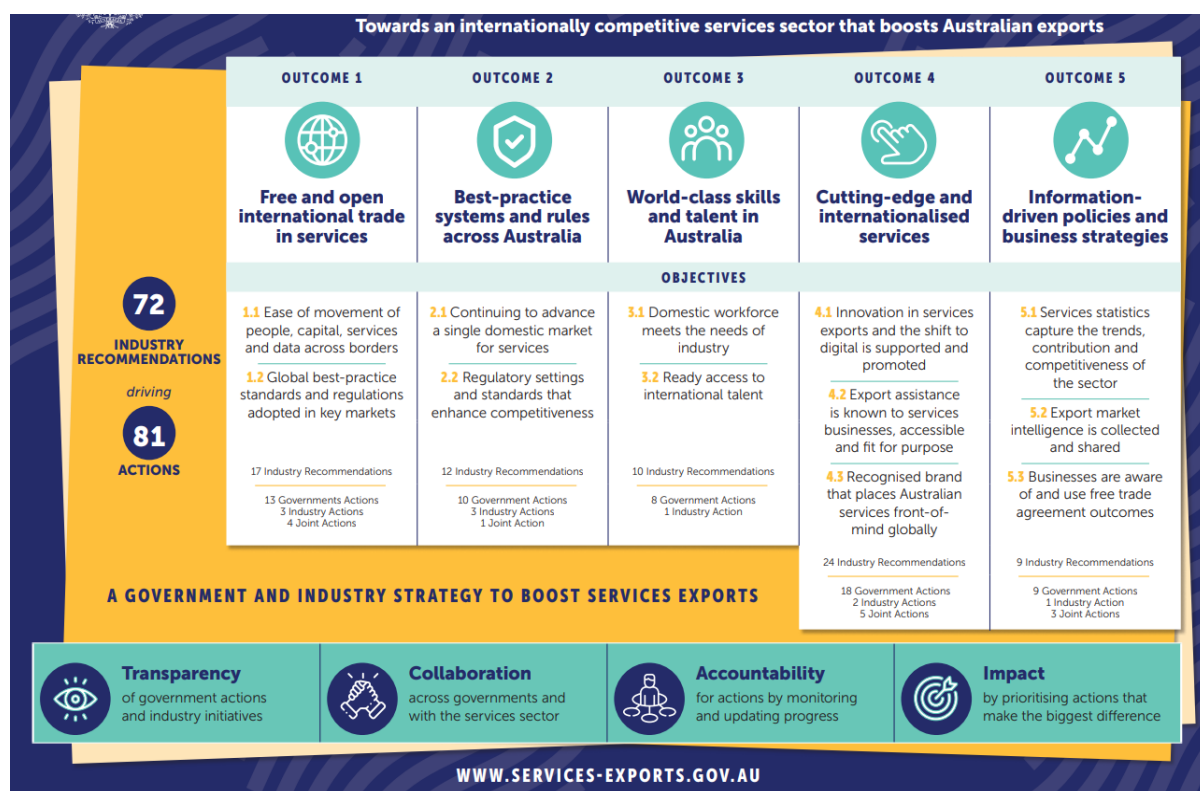 Towards an internationally competitive services sector that boosts Australian exports
OUTCOME 1
Free and open
international trade
in services
OUTCOME 2
Best-practice
systems and rules
across Australia
OUTCOME 3
World-class skills
and talent in
Australia
OUTCOME 4
Cutting-edge and
internationalised
services
OUTCOME 5
Information-
driven policies and
business strategies
72
INDUSTRY
RECOMMENDATIONS
driving
81
ACTIONS
OBJECTIVES
1.1 Ease of movement of
people, capital, services
and data across borders
1.2 Global best-practice
standards and regulations
adopted in key markets
17 Industry Recommendations
13 Governments Actions
3 Industry Actions
4 Joint Actions
2.1 Continuing to advance
a single domestic market
for services
2.2 Regulatory settings
and standards that
enhance competitiveness
12 Industry Recommendations
10 Government Actions
3 Industry Actions
1 Joint Action
3.1 Domestic workforce
meets the needs of
industry
3.2 Ready access to
international talent
10 Industry Recommendations
8 Government Actions
1 Industry Action
4.1 Innovation in services
exports and the shift to
digital is supported and
promoted
4.2 Export assistance
is known to services
businesses, accessible
and fit for purpose
4.3 Recognised brand
that places Australian
services front-of-
mind globally
24 Industry Recommendations
18 Government Actions
2 Industry Actions
5 Joint Actions
5.1 Services statistics
capture the trends,
contribution and
competitiveness of
the sector
5.2 Export market
intelligence is collected
and shared
5.3 Businesses are aware
of and use free trade
agreement outcomes
9 Industry Recommendations
9 Government Actions
1 Industry Action
3 Joint Actions
A GOVERNMENT AND INDUSTRY STRATEGY TO BOOST SERVICES EXPORTS
Transparency
of government actions
and industry initiatives
Collaboration
across governments and
with the services sector
Accountability
for actions by monitoring
and updating progress
Impact
by prioritising actions that
make the biggest difference
WWW.SERVICES-EXPORTS.GOV.AU